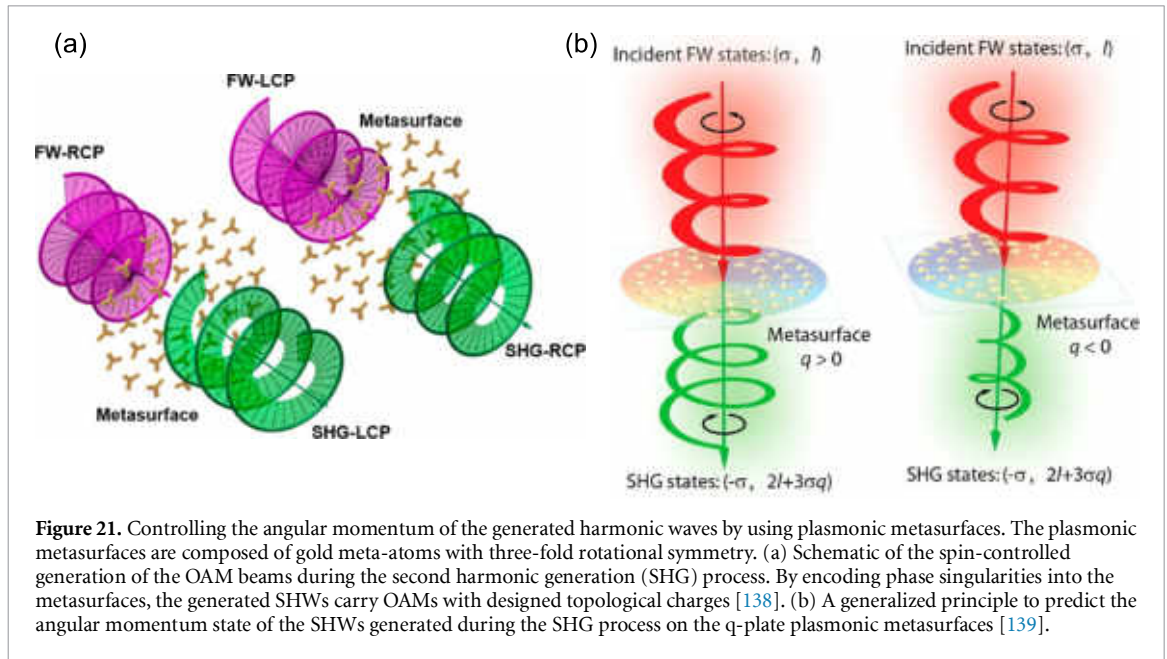 (a)
(b)
FW-LCP
Metasurface
FW-RCP
SHG-RCP
Metasurface
SHG-LCP
Incident FW states: (σ, l)
Incident FW states: (σ, l)
Metasurface
q > 0
Metasurface
q < 0
SHG states: (-σ, 2l+3σq)
SHG states: (-σ, 2l+3σq)
Figure 21. Controlling the angular momentum of the generated harmonic waves by using plasmonic metasurfaces. The plasmonic
metasurfaces are composed of gold meta-atoms with three-fold rotational symmetry. (a) Schematic of the spin-controlled
generation of the OAM beams during the second harmonic generation (SHG) process. By encoding phase singularities into the
metasurfaces, the generated SHWs carry OAMs with designed topological charges [138]. (b) A generalized principle to predict the
angular momentum state of the SHWs generated during the SHG process on the q-plate plasmonic metasurfaces [139].